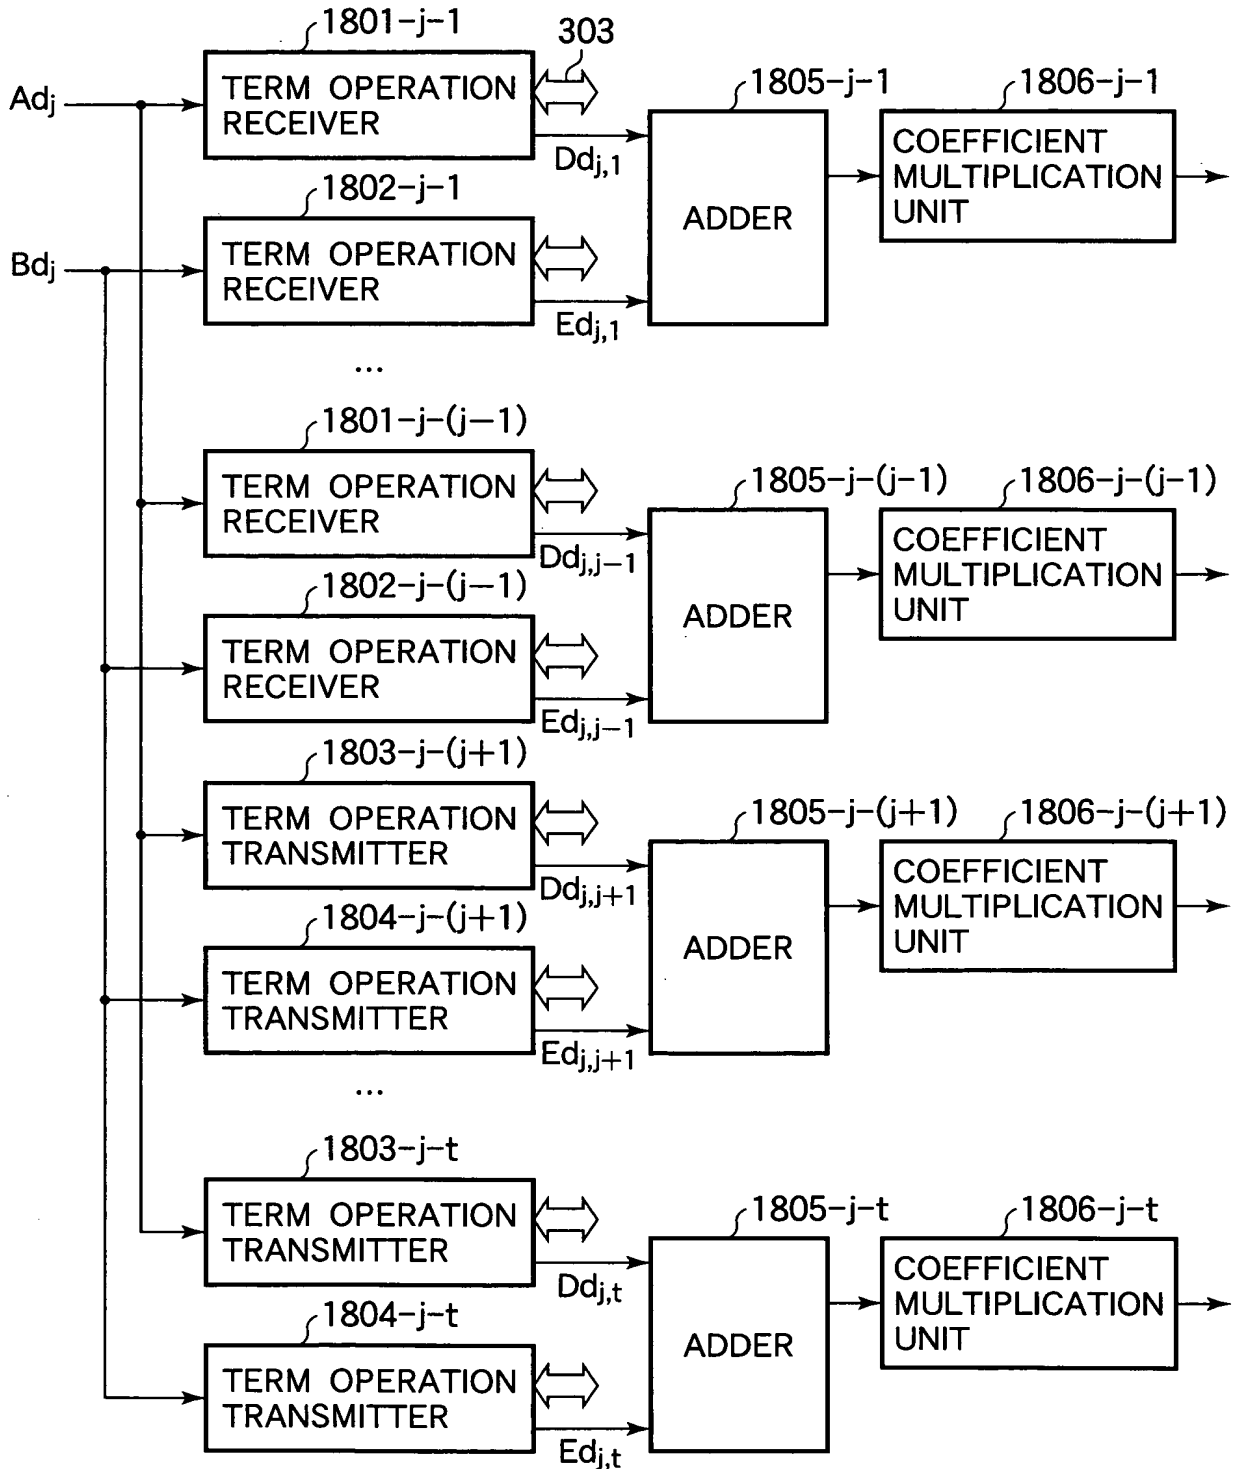 1801-j-1
303
Adj
TERM OPERATION
RECEIVER
1805-j-1
1806-j-1
Ddj,1
COEFFICIENT
MULTIPLICATION
UNIT
1802-j-1
ADDER
Bdj
TERM OPERATION
RECEIVER
Edj,1
...
1801-j-(j-1)
TERM OPERATION
RECEIVER
1805-j-(j-1)
1806-j-(j-1)
Ddj,j-1
COEFFICIENT
MULTIPLICATION
UNIT
1802-j-(j-1)
ADDER
TERM OPERATION
RECEIVER
Edj,j-1
1803-j-(j+1)
TERM OPERATION
TRANSMITTER
1805-j-(j+1)
1806-j-(j+1)
Ddj,j+1
COEFFICIENT
MULTIPLICATION
UNIT
1804-j-(j+1)
ADDER
TERM OPERATION
TRANSMITTER
Edj,j+1
...
1803-j-t
TERM OPERATION
TRANSMITTER
1805-j-t
1806-j-t
Ddj,t
COEFFICIENT
MULTIPLICATION
UNIT
1804-j-t
ADDER
TERM OPERATION
TRANSMITTER
Edj,t